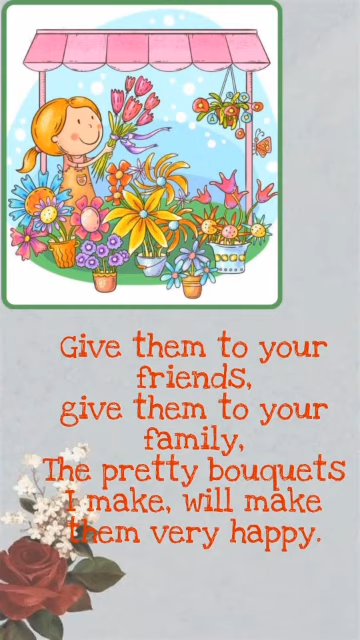 Give them to your
friends,
give them to your
family,
The pretty bouquets
I make, will make
them very happy.